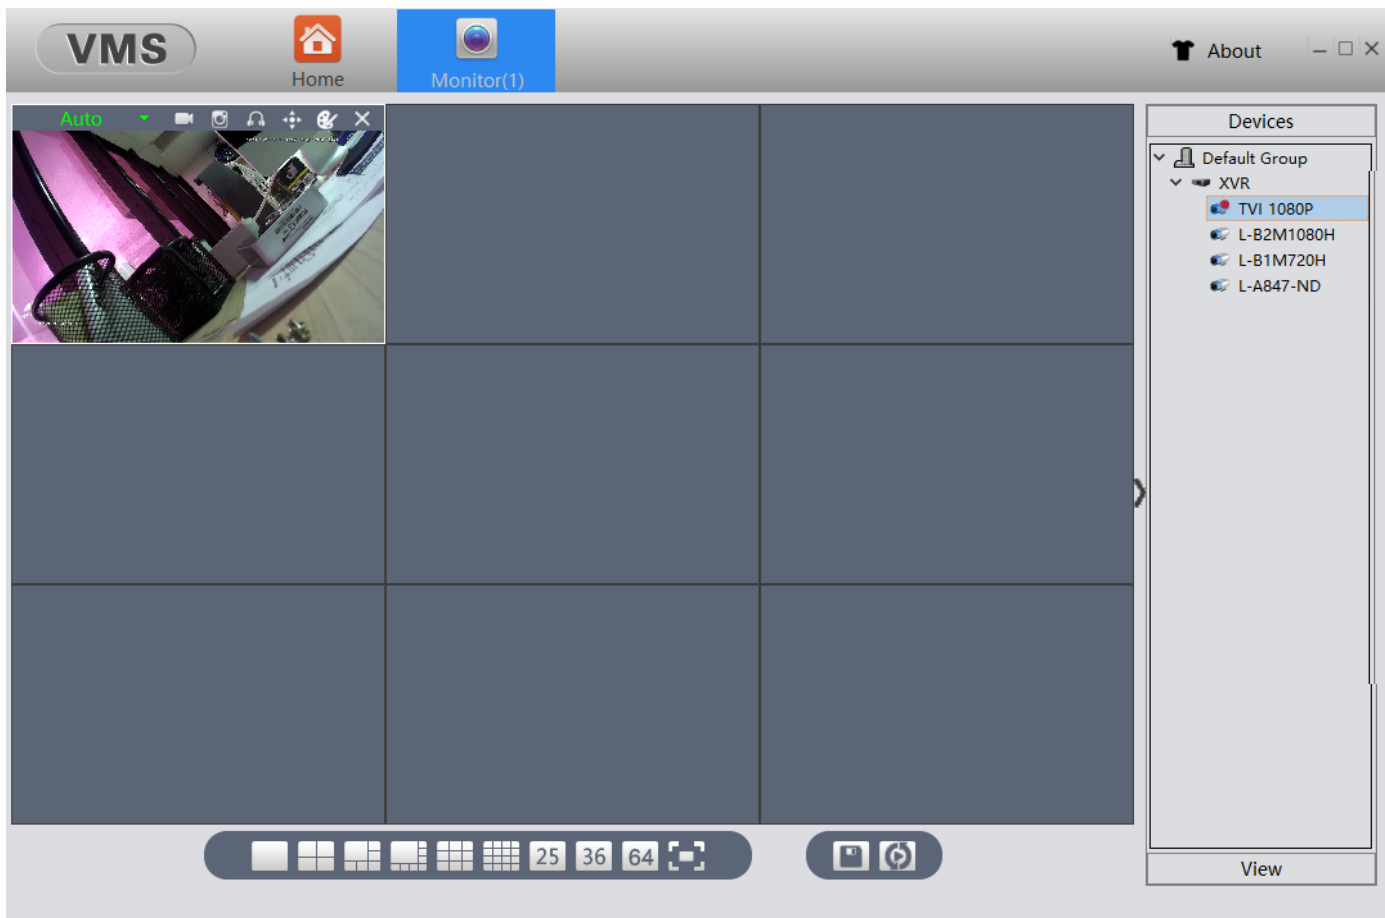 VMS
Home
Monitor(1)
About
Auto
Devices
Default Group
XVR
TVI 1080P
L-B2M1080H
L-B1M720H
L-A847-ND
25 36 64
View